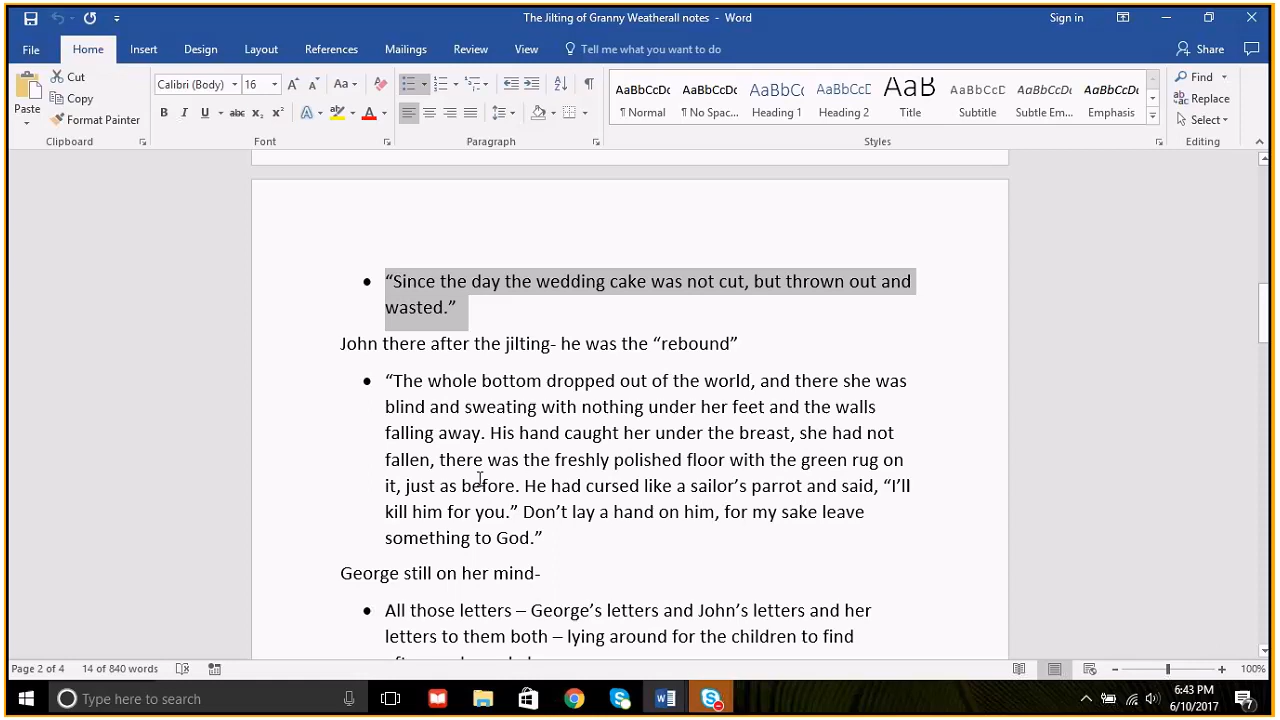 The Jilting of Granny Weatherall notes - Word
Sign in
File Home Insert Design Layout References Mailings Review View Tell me what you want to do Share
Paste
Cut
Copy
Format Painter
Clipboard
Calibri (Body) 16
Font
Paragraph
AaBbCcDc AaBbCcDc AaBbCc AaBbCcC AaB AaBbCcD AaBbCcDc AaBbCcDc
¶ Normal ¶ No Spac... Heading 1 Heading 2 Title Subtitle Subtle Em... Emphasis
Styles
Find
Replace
Select
Editing
• “Since the day the wedding cake was not cut, but thrown out and
wasted.”
John there after the jilting- he was the “rebound”
• “The whole bottom dropped out of the world, and there she was
blind and sweating with nothing under her feet and the walls
falling away. His hand caught her under the breast, she had not
fallen, there was the freshly polished floor with the green rug on
it, just as before. He had cursed like a sailor’s parrot and said, “I’ll
kill him for you.” Don’t lay a hand on him, for my sake leave
something to God.”
George still on her mind-
• All those letters – George’s letters and John’s letters and her
letters to them both – lying around for the children to find
Page 2 of 4 14 of 840 words
100%
Type here to search
6:43 PM
6/10/2017
7